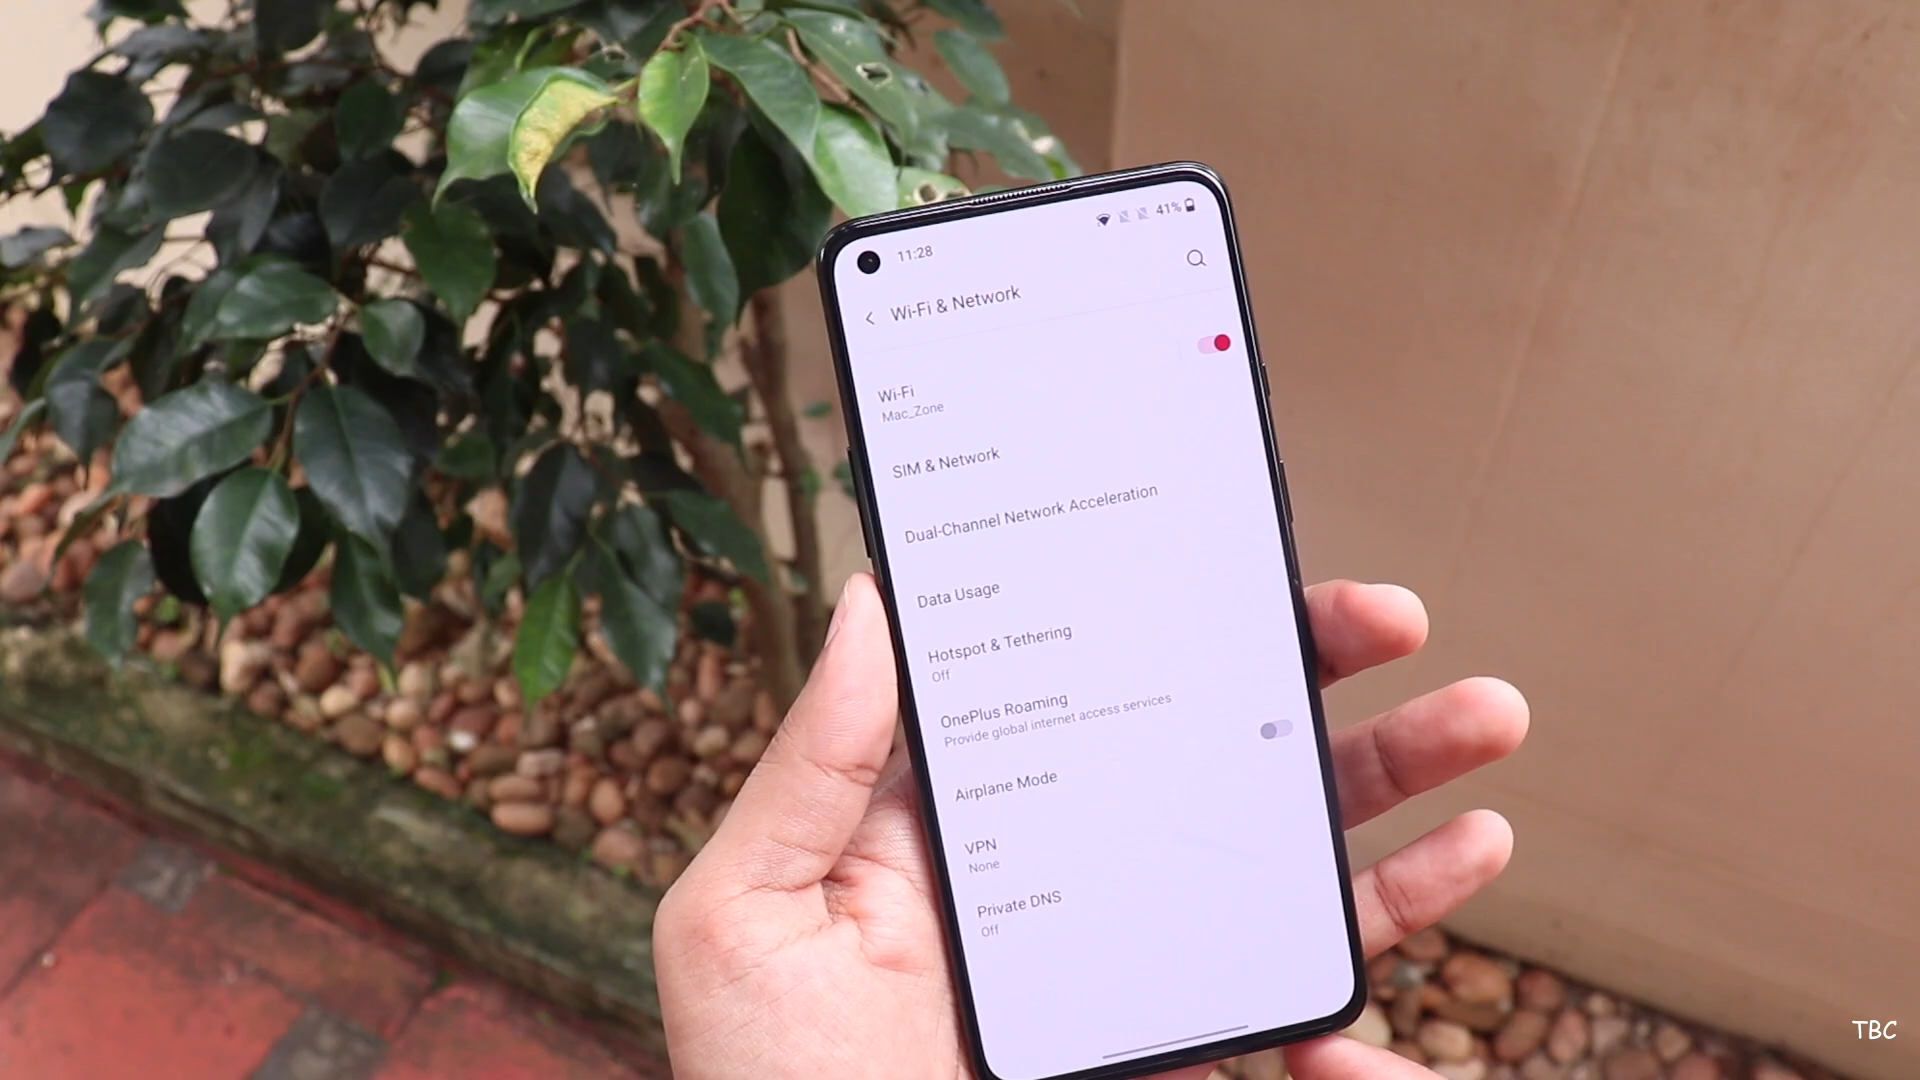 11:28
41%
Wi-Fi & Network
Wi-Fi
Mac_Zone
SIM & Network
Dual-Channel Network Acceleration
Data Usage
Hotspot & Tethering
Off
OnePlus Roaming
Provide global internet access services
Airplane Mode
VPN
None
Private DNS
Off
TBC